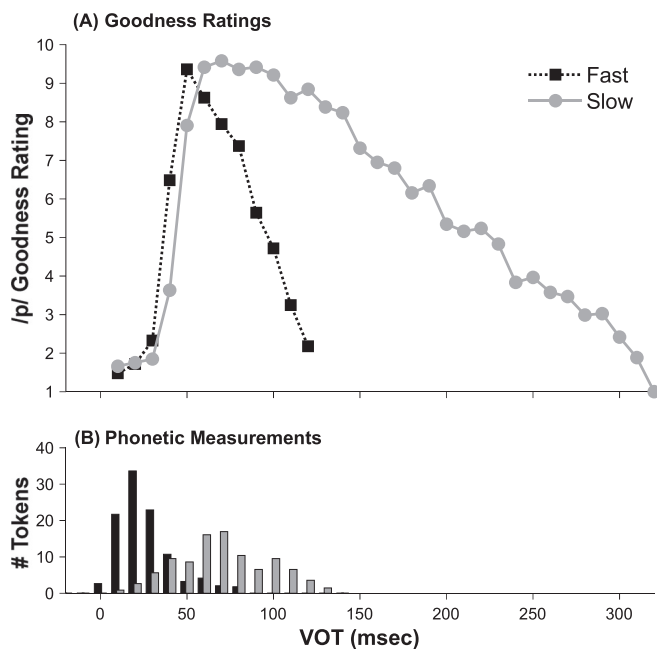 (A) Goodness Ratings
10
9
8
7
6
5
4
3
2
1
/p/ Goodness Rating
Fast
Slow
(B) Phonetic Measurements
40
30
20
10
0
# Tokens
0 50 100 150 200 250 300
VOT (msec)